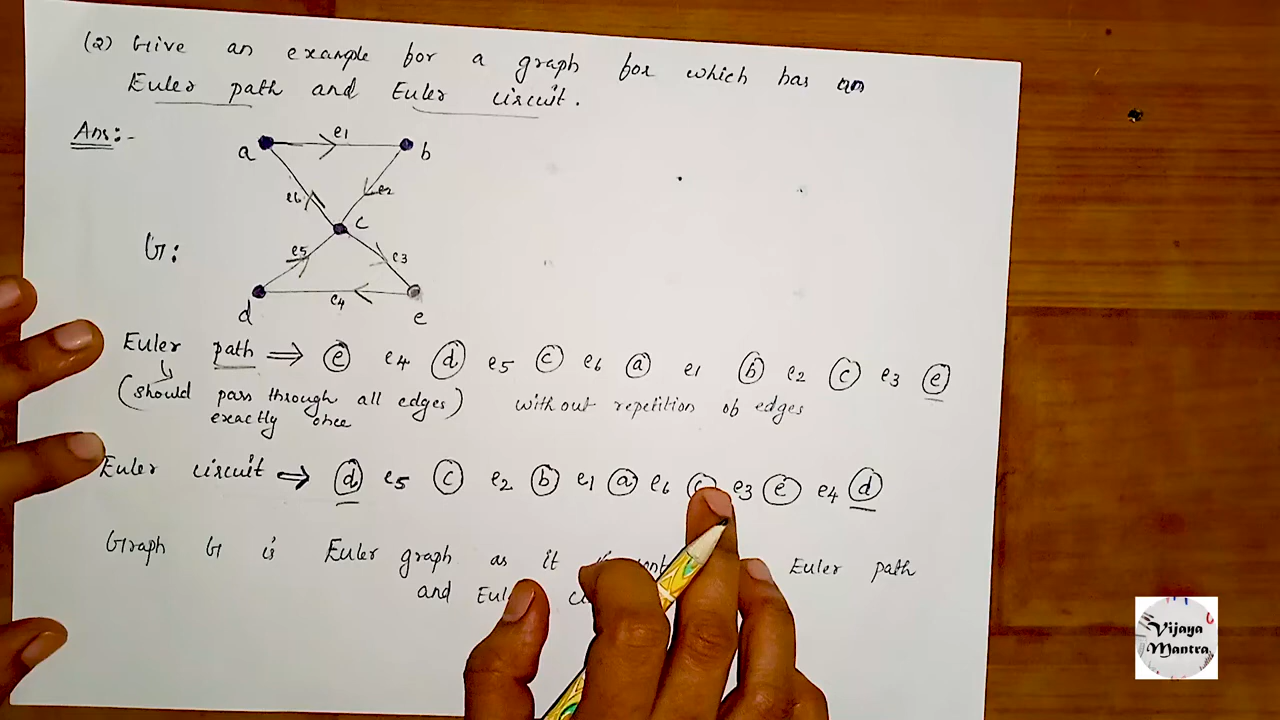 (2) Give an example for a graph for which has an
Euler path and Euler circuit.
Ans:-
a e1 b
e6 e2
c
G:
e5 e3
e4
d e
Euler path ⇒ e e4 d e5 c e6 a e1 b e2 c e3 e
(should pass through all edges) without repetition of edges
exactly once
Euler circuit ⇒ d e5 c e2 b e1 a e6 c e3 e e4 d
Graph G is Euler graph as it Euler path
and
Vijaya
Mantra